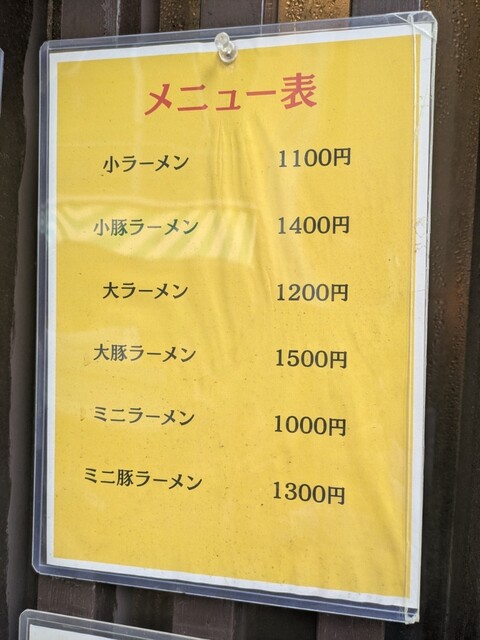 メニュー表
小ラーメン 1100円
小豚ラーメン 1400円
大ラーメン 1200円
大豚ラーメン 1500円
ミニラーメン 1000円
ミニ豚ラーメン 1300円